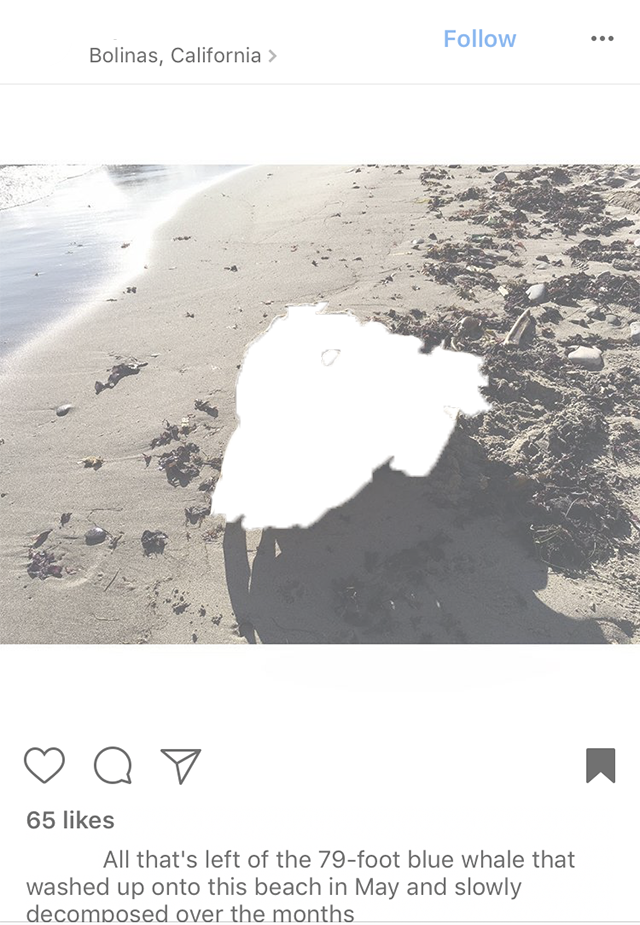 Follow
Bolinas, California
65 likes
All that's left of the 79-foot blue whale that
washed up onto this beach in May and slowly
decomposed over the months